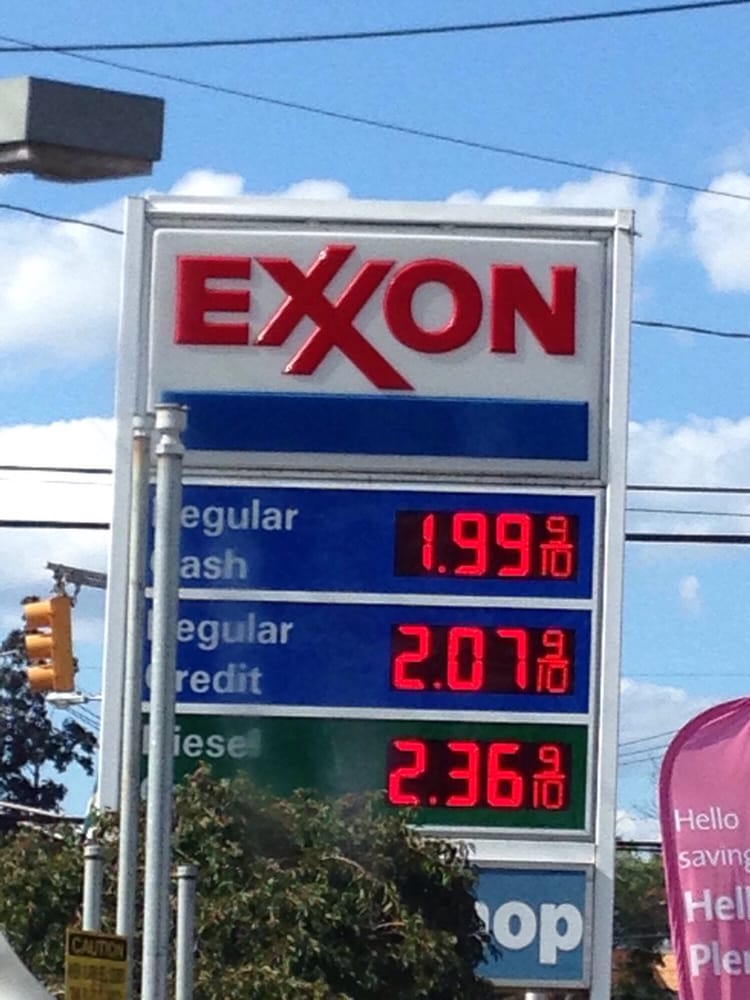 EXXON
egular
ash
1.99 9/10
egular
redit
2.07 9/10
iesel
2.36 9/10
hop
Hello
saving
Hell
Plen
CAUTION